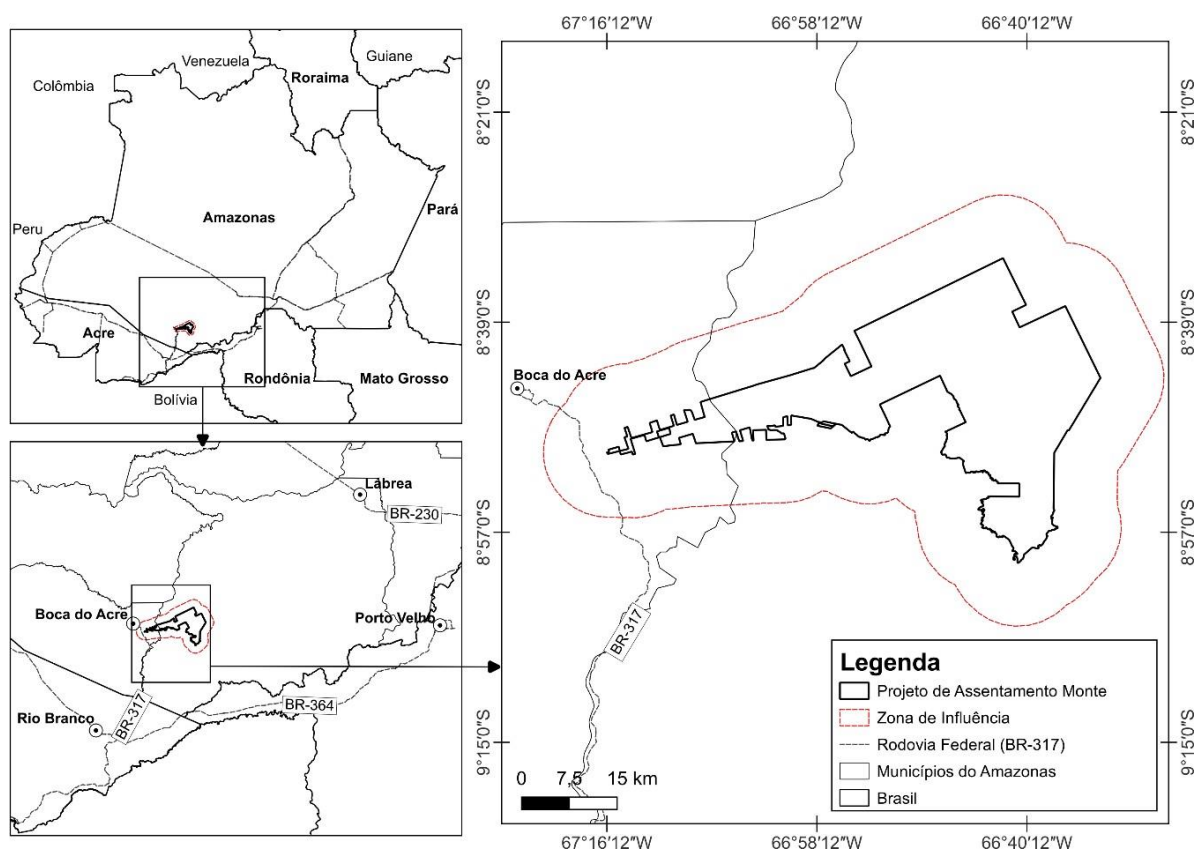 Venezuela
Guiane
Colômbia
Roraima
Amazonas
Pará
Peru
Acre
Rondônia
Mato Grosso
Bolívia
Lábrea
BR-230
Boca do Acre
Porto Velho
Rio Branco
BR-317
BR-364
67°16'12"W
66°58'12"W
66°40'12"W
8°21'0"S
8°39'0"S
8°57'0"S
9°15'0"S
Boca do Acre
BR-317
0 7,5 15 km
Legenda
Projeto de Assentamento Monte
Zona de Influência
Rodovia Federal (BR-317)
Municípios do Amazonas
Brasil
67°16'12"W
66°58'12"W
66°40'12"W